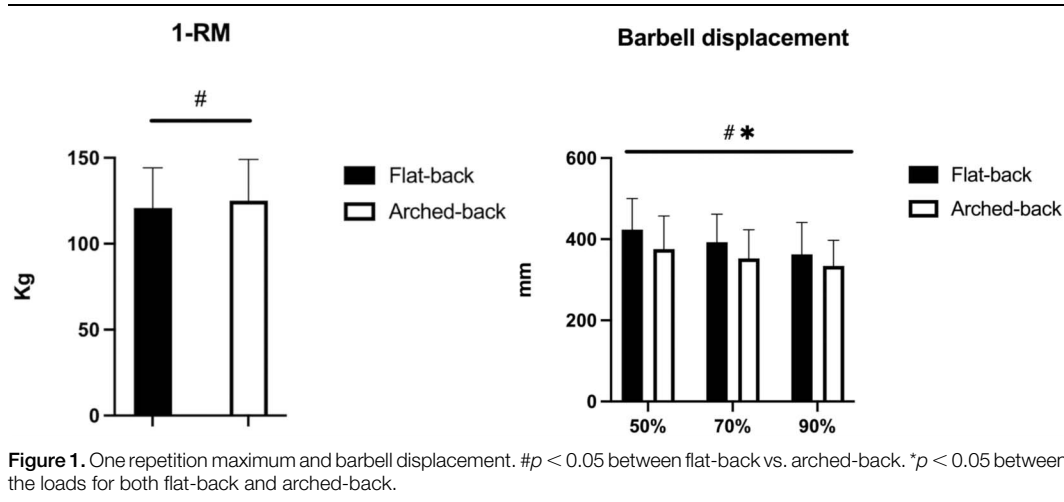 1-RM
#
150
100
50
0
Kg
Flat-back
Arched-back
Barbell displacement
# *
600
400
200
0
mm
50% 70% 90%
Flat-back
Arched-back
Figure 1. One repetition maximum and barbell displacement. #p < 0.05 between flat-back vs. arched-back. *p < 0.05 between
the loads for both flat-back and arched-back.